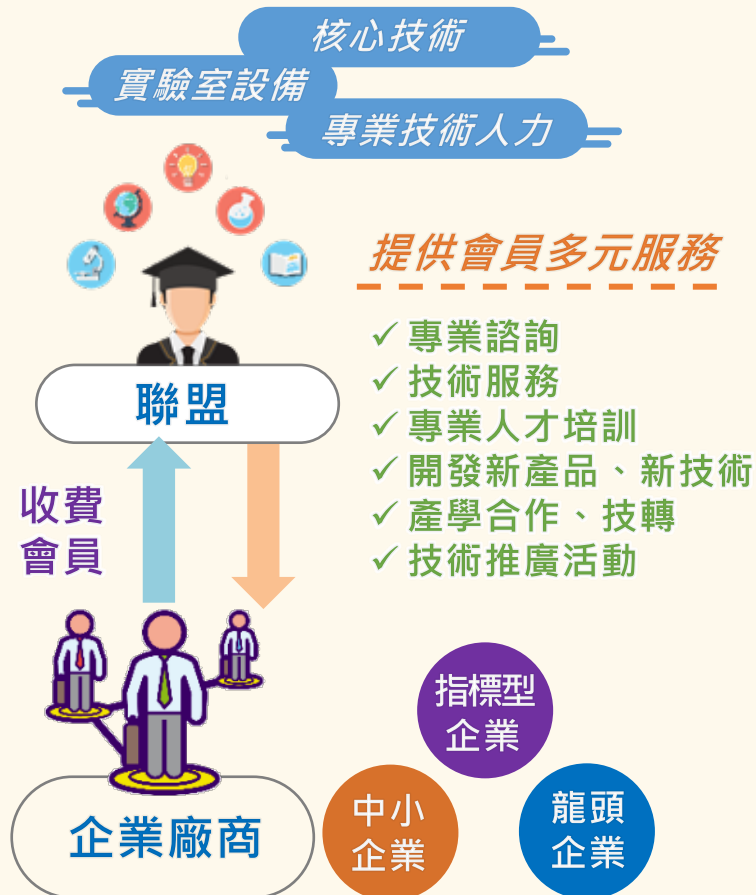 核心技術
實驗室設備
專業技術人力
提供會員多元服務
✓ 專業諮詢
✓ 技術服務
✓ 專業人才培訓
✓ 開發新產品、新技術
✓ 產學合作、技轉
✓ 技術推廣活動
聯盟
收費
會員
企業廠商
指標型
企業
中小
企業
龍頭
企業